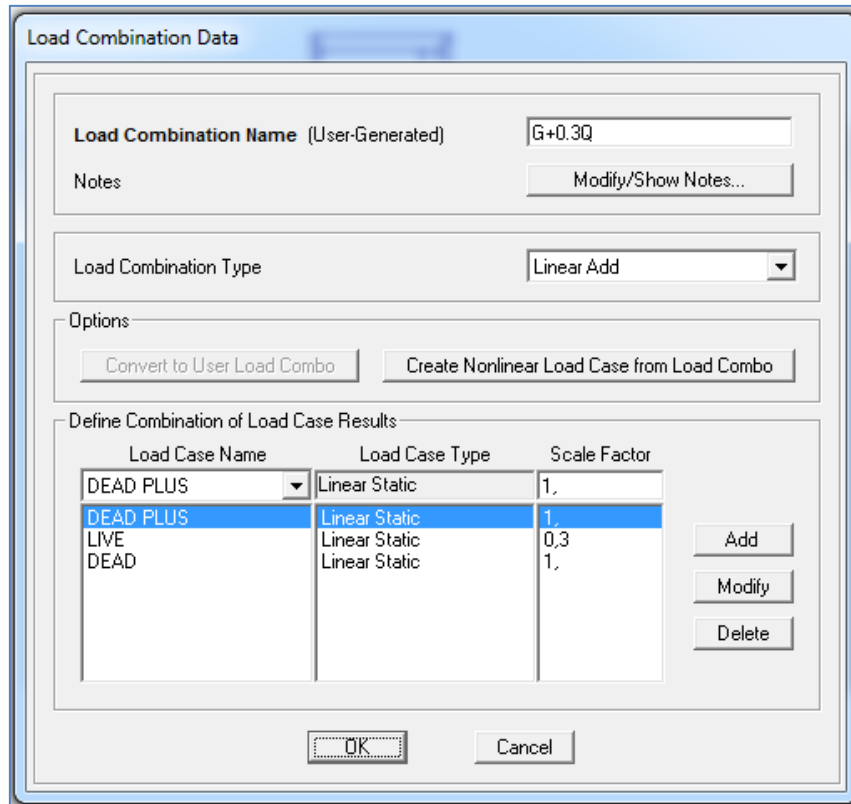 Load Combination Data
Load Combination Name (User-Generated) G+0.3Q
Notes Modify/Show Notes...
Load Combination Type Linear Add
Options
Convert to User Load Combo Create Nonlinear Load Case from Load Combo
Define Combination of Load Case Results
Load Case Name Load Case Type Scale Factor
DEAD PLUS Linear Static 1,
DEAD PLUS Linear Static 1,
LIVE Linear Static 0,3
DEAD Linear Static 1,
Add
Modify
Delete
OK Cancel